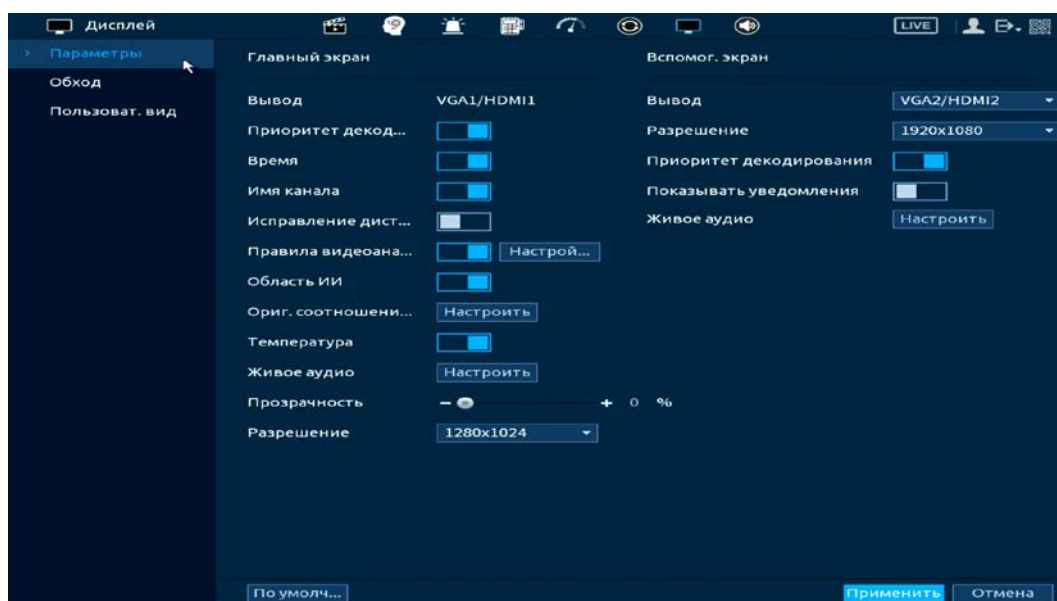 Дисплей
LIVE
Параметры
Обход
Пользоват. вид
Главный экран
Вывод VGA1/HDMI1
Приоритет декод...
Время
Имя канала
Исправление дист...
Правила видеоана... Настрой...
Область ИИ
Ориг. соотношени... Настроить
Температура
Живое аудио Настроить
Прозрачность - + 0 %
Разрешение 1280x1024
Вспомог. экран
Вывод VGA2/HDMI2
Разрешение 1920x1080
Приоритет декодирования
Показывать уведомления
Живое аудио Настроить
По умолч... Применить Отмена